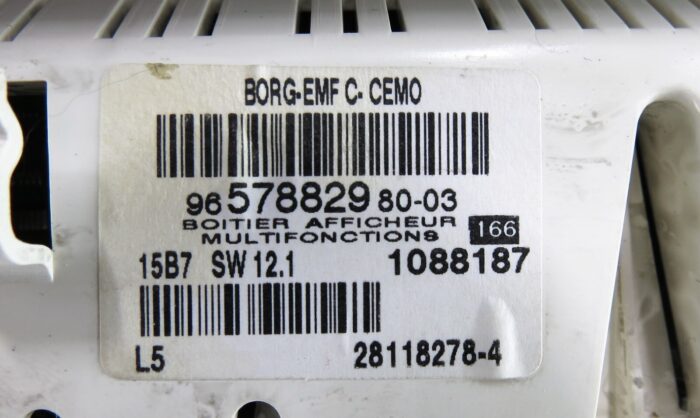 BORG-EMF C- CEMO
96 578829 80-03
BOITIER AFFICHEUR
MULTIFONCTIONS 166
15B7 SW 12.1 1088187
L5 28118278-4